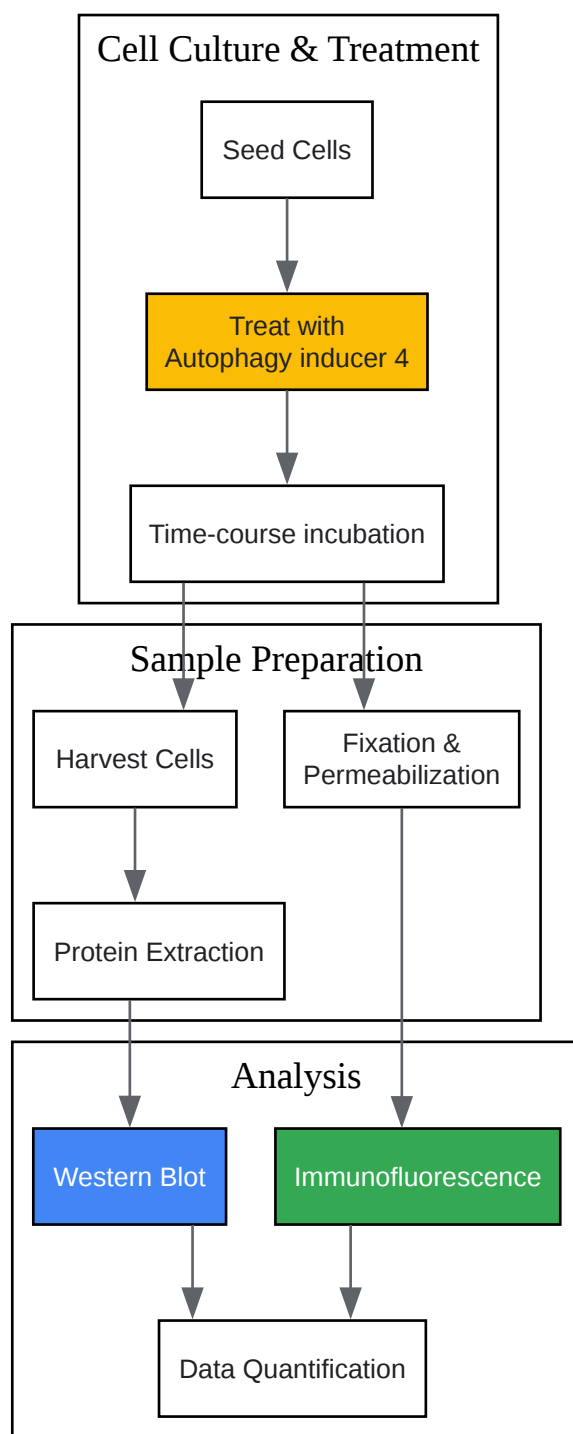 Cell Culture & Treatment
Seed Cells
Treat with
Autophagy inducer 4
Time-course incubation
Sample Preparation
Harvest Cells
Fixation &
Permeabilization
Protein Extraction
Analysis
Western Blot
Immunofluorescence
Data Quantification